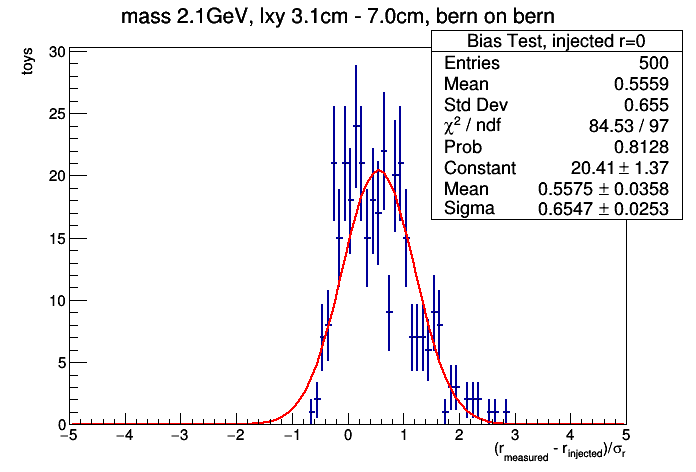 mass 2.1GeV, lxy 3.1cm - 7.0cm, bern on bern
Bias Test, injected r=0
Entries 500
Mean 0.5559
Std Dev 0.655
χ² / ndf 84.53 / 97
Prob 0.8128
Constant 20.41 ± 1.37
Mean 0.5575 ± 0.0358
Sigma 0.6547 ± 0.0253
toys
30
25
20
15
10
5
0
−5 −4 −3 −2 −1 0 1 2 3 4 5
(r_measured - r_injected)/σ_r